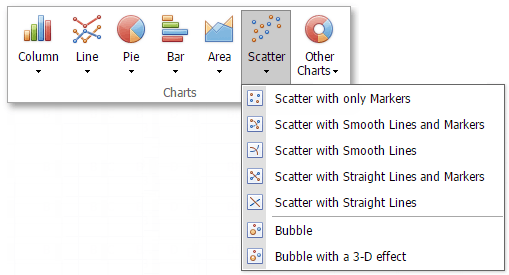 Column Line Pie Bar Area Scatter Other
Charts
Charts
Scatter with only Markers
Scatter with Smooth Lines and Markers
Scatter with Smooth Lines
Scatter with Straight Lines and Markers
Scatter with Straight Lines
Bubble
Bubble with a 3-D effect